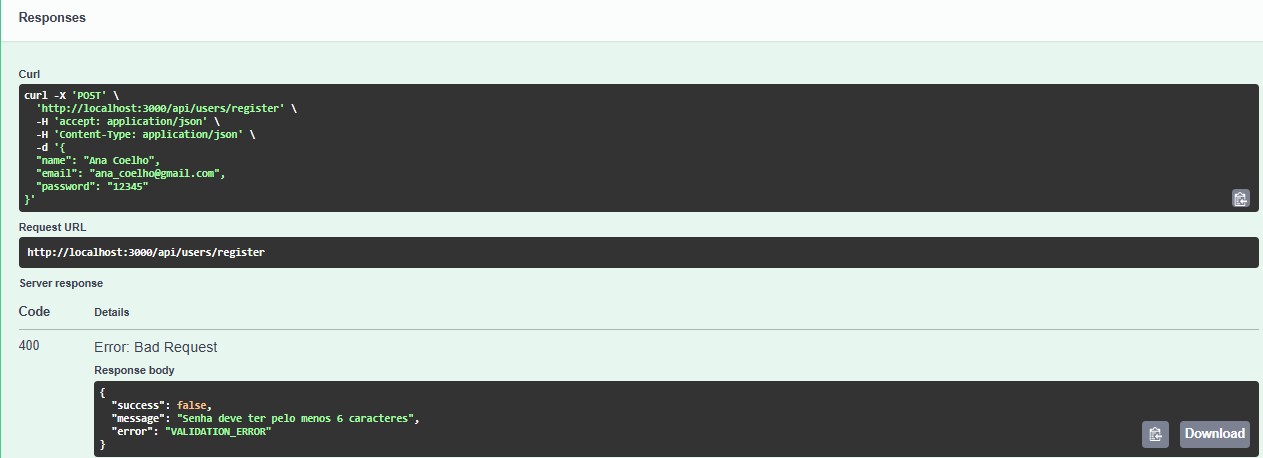 Responses
Curl
curl -X 'POST' \
  'http://localhost:3000/api/users/register' \
  -H 'accept: application/json' \
  -H 'Content-Type: application/json' \
  -d '{
  "name": "Ana Coelho",
  "email": "ana_coelho@gmail.com",
  "password": "12345"
}'
Request URL
http://localhost:3000/api/users/register
Server response
Code Details
400 Error: Bad Request
Response body
{
  "success": false,
  "message": "Senha deve ter pelo menos 6 caracteres",
  "error": "VALIDATION_ERROR"
}
Download